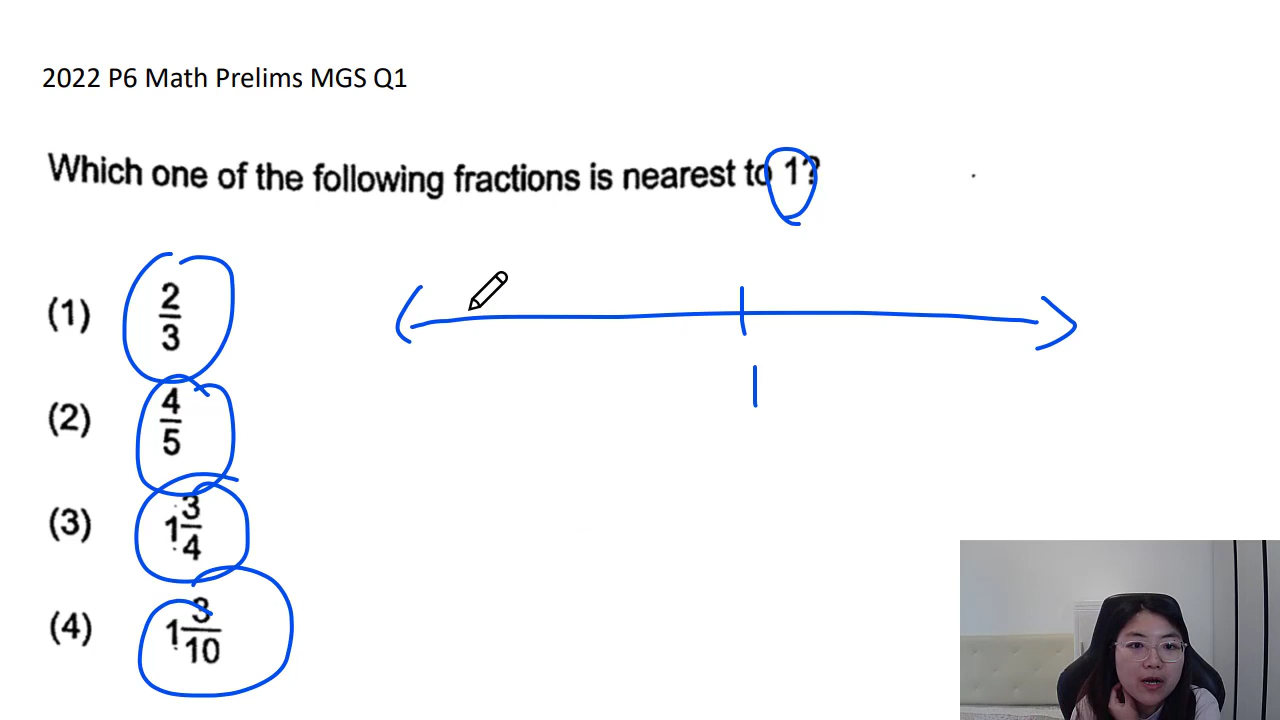 2022 P6 Math Prelims MGS Q1
Which one of the following fractions is nearest to 1?
(1) 2/3
(2) 4/5
(3) 1 3/4
(4) 1 3/10
1